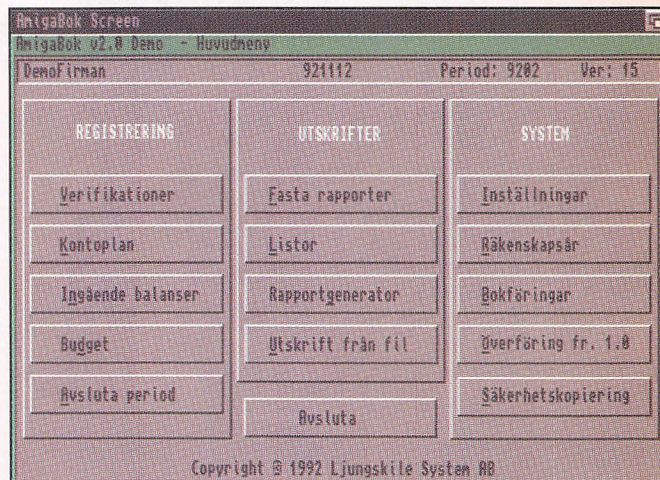 AmigaBok Screen
AmigaBok v2.0 Demo - Huvudmeny
DemoFirman 921112 Period: 9202 Ver: 15
REGISTRERING
Verifikationer
Kontoplan
Ingående balanser
Budget
Avsluta period
UTSKRIFTER
Fasta rapporter
Listor
Rapportgenerator
Utskrift från fil
Avsluta
SYSTEM
Inställningar
Räkenskapsår
Bokföringar
Överföring fr. 1.0
Säkerhetskopiering
Copyright © 1992 Ljungskile System AB